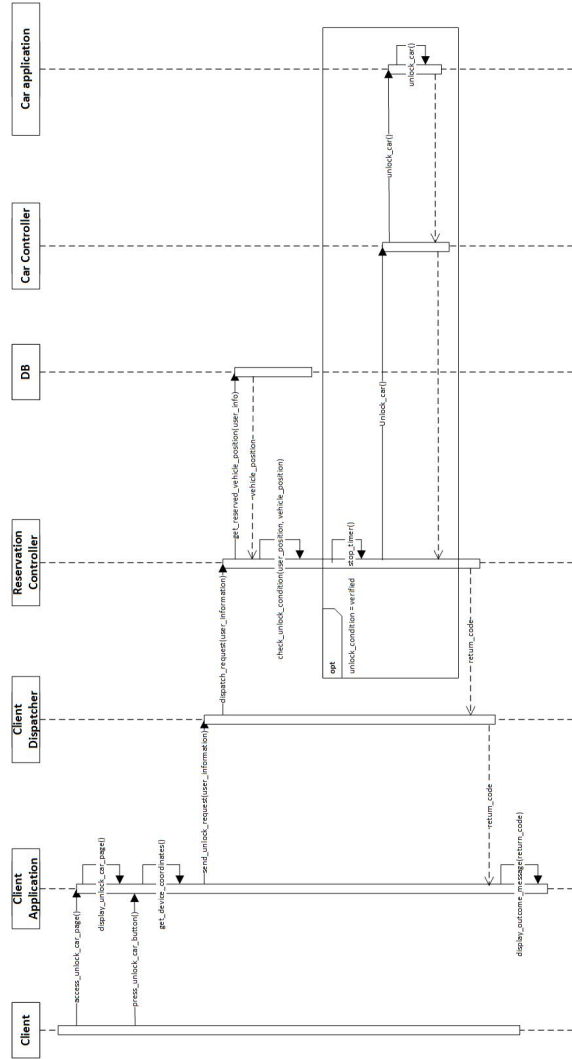 Client
Client
Application
Client
Dispatcher
Reservation
Controller
DB
Car Controller
Car application
access_unlock_car_page()
display_unlock_car_page()
press_unlock_car_button()
get_device_coordinates()
send_unlock_request(user_information)
dispatch_request(user_information)
get_reserved_vehicle_position(user_info)
vehicle_position
check_unlock_condition(user_position, vehicle_position)
opt
unlock_condition = verified
stop_timer()
Unlock_car()
unlock_car()
unlock_car()
return_code
return_code
display_outcome_message(return_code)